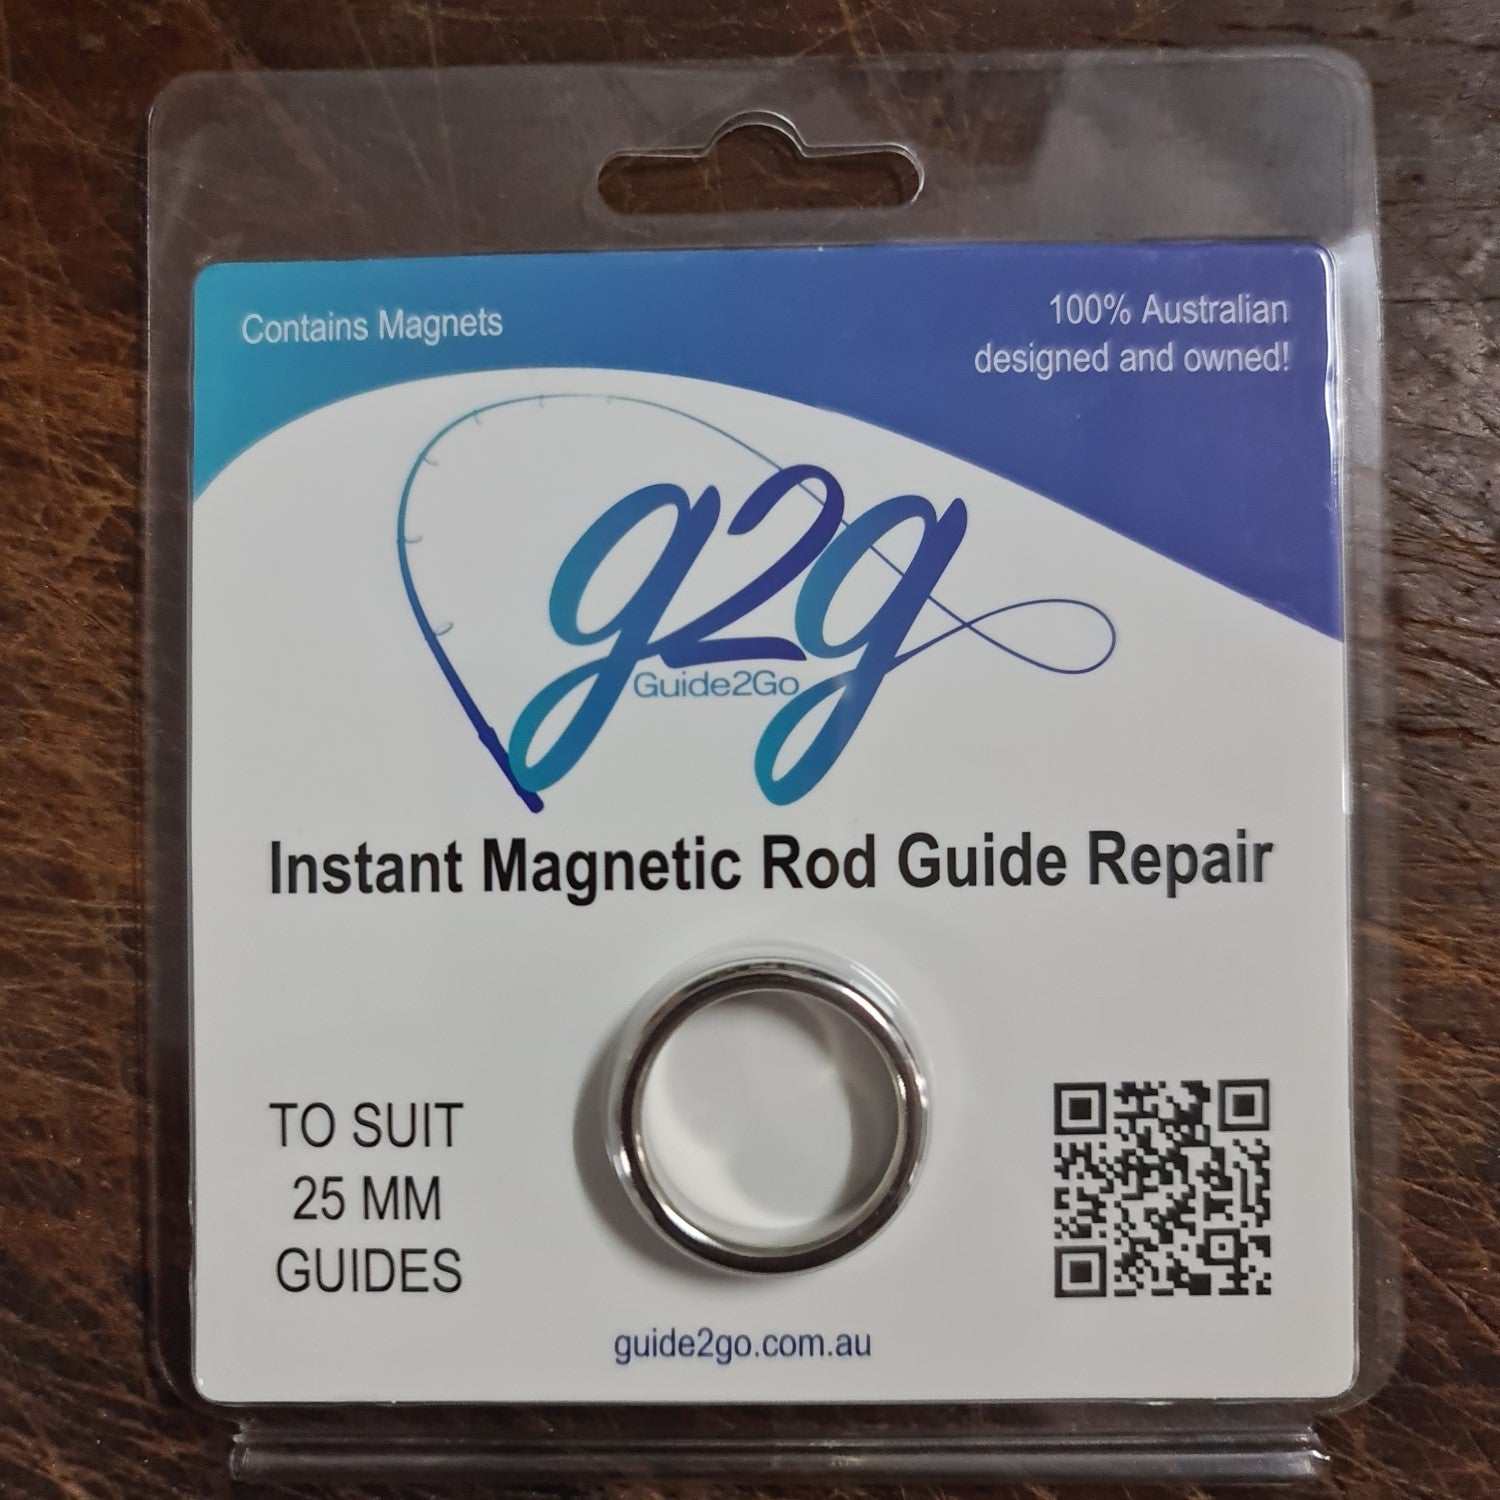 Contains Magnets
100% Australian
designed and owned!
g2g
Guide2Go
Instant Magnetic Rod Guide Repair
TO SUIT
25 MM
GUIDES
guide2go.com.au